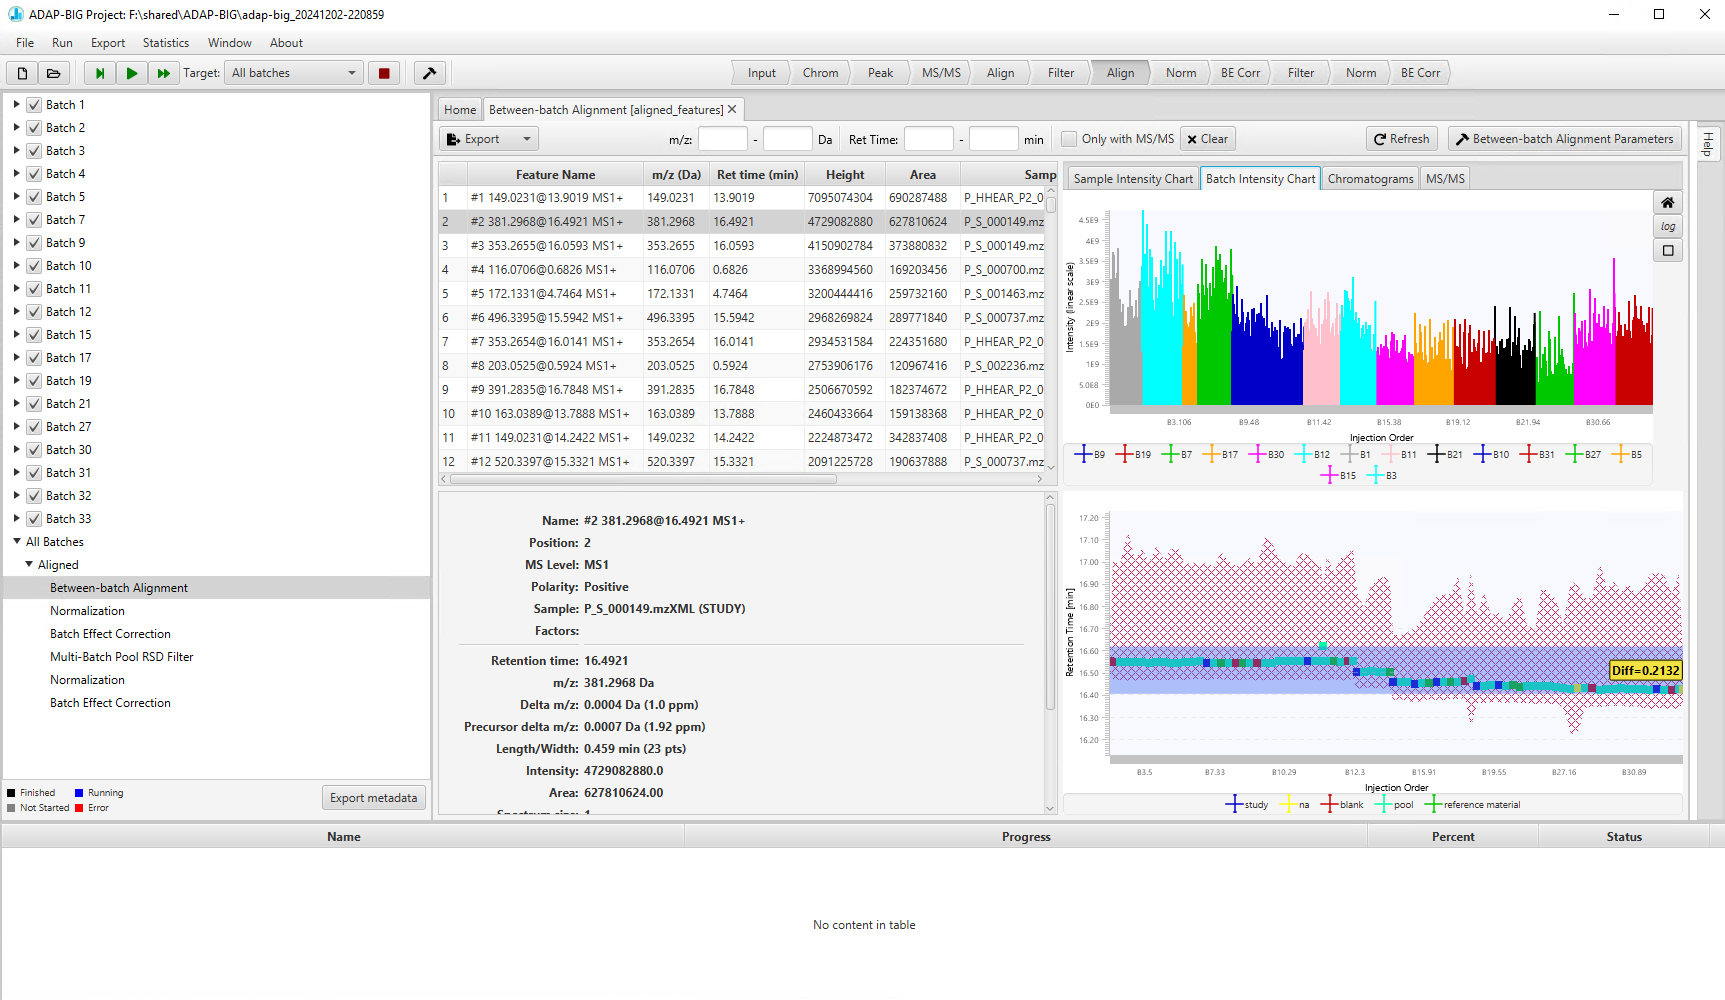 ADAP-BIG Project: F:\shared\ADAP-BIG\adap-big_20241202-220859
File Run Export Statistics Window About
Target: All batches
Input Chrom Peak MS/MS Align Filter Align Norm BE Corr Filter Norm BE Corr
Batch 1
Batch 2
Batch 3
Batch 4
Batch 5
Batch 7
Batch 9
Batch 10
Batch 11
Batch 12
Batch 15
Batch 17
Batch 19
Batch 21
Batch 27
Batch 30
Batch 31
Batch 32
Batch 33
All Batches
Aligned
Between-batch Alignment
Normalization
Batch Effect Correction
Multi-Batch Pool RSD Filter
Normalization
Batch Effect Correction
Finished Running
Not Started Error
Export metadata
Home Between-batch Alignment [aligned_features]
Export m/z: - Da Ret Time: - min Only with MS/MS Clear Refresh Between-batch Alignment Parameters
Help
Feature Name m/z (Da) Ret time (min) Height Area Samp
1 #1 149.0231@13.9019 MS1+ 149.0231 13.9019 7095074304 690287488 P_HHEAR_P2_0
2 #2 381.2968@16.4921 MS1+ 381.2968 16.4921 4729082880 627810624 P_S_000149.mz
3 #3 353.2655@16.0593 MS1+ 353.2655 16.0593 4150902784 373880832 P_S_000149.mz
4 #4 116.0706@0.6826 MS1+ 116.0706 0.6826 3368994560 169203456 P_S_000700.mz
5 #5 172.1331@4.7464 MS1+ 172.1331 4.7464 3200444416 259732160 P_S_001463.mz
6 #6 496.3395@15.5942 MS1+ 496.3395 15.5942 2968269824 289771840 P_S_000737.mz
7 #7 353.2654@16.0141 MS1+ 353.2654 16.0141 2934531584 224351680 P_HHEAR_P2_0
8 #8 203.0525@0.5924 MS1+ 203.0525 0.5924 2753906176 120967416 P_S_002236.mz
9 #9 391.2835@16.7848 MS1+ 391.2835 16.7848 2506670592 182374672 P_HHEAR_P2_0
10 #10 163.0389@13.7888 MS1+ 163.0389 13.7888 2460433664 159138368 P_HHEAR_P2_0
11 #11 149.0231@14.2422 MS1+ 149.0232 14.2422 2224873472 342837408 P_HHEAR_P2_0
12 #12 520.3397@15.3321 MS1+ 520.3397 15.3321 2091225728 190637888 P_S_000737.mz
Name: #2 381.2968@16.4921 MS1+
Position: 2
MS Level: MS1
Polarity: Positive
Sample: P_S_000149.mzXML (STUDY)
Factors:
Retention time: 16.4921
m/z: 381.2968 Da
Delta m/z: 0.0004 Da (1.0 ppm)
Precursor delta m/z: 0.0007 Da (1.92 ppm)
Length/Width: 0.459 min (23 pts)
Intensity: 4729082880.0
Area: 627810624.00
Spectrum size: 1
Sample Intensity Chart Batch Intensity Chart Chromatograms MS/MS
log
Intensity (linear scale)
4.5E9
4E9
3.5E9
3E9
2.5E9
2E9
1.5E9
1E9
5.0E8
0E0
B3.106 B9.48 B11.42 B15.38 B19.12 B21.94 B30.66
Injection Order
B9 B19 B7 B17 B30 B12 B1 B11 B21 B10 B31 B27 B5
B15 B3
Retention Time [min]
17.20
17.10
17.00
16.90
16.80
16.70
16.60
16.50
16.40
16.30
16.20
Diff=0.2132
B3.5 B7.33 B10.29 B12.3 B15.91 B19.55 B27.16 B30.89
Injection Order
study na blank pool reference material
Name Progress Percent Status
No content in table